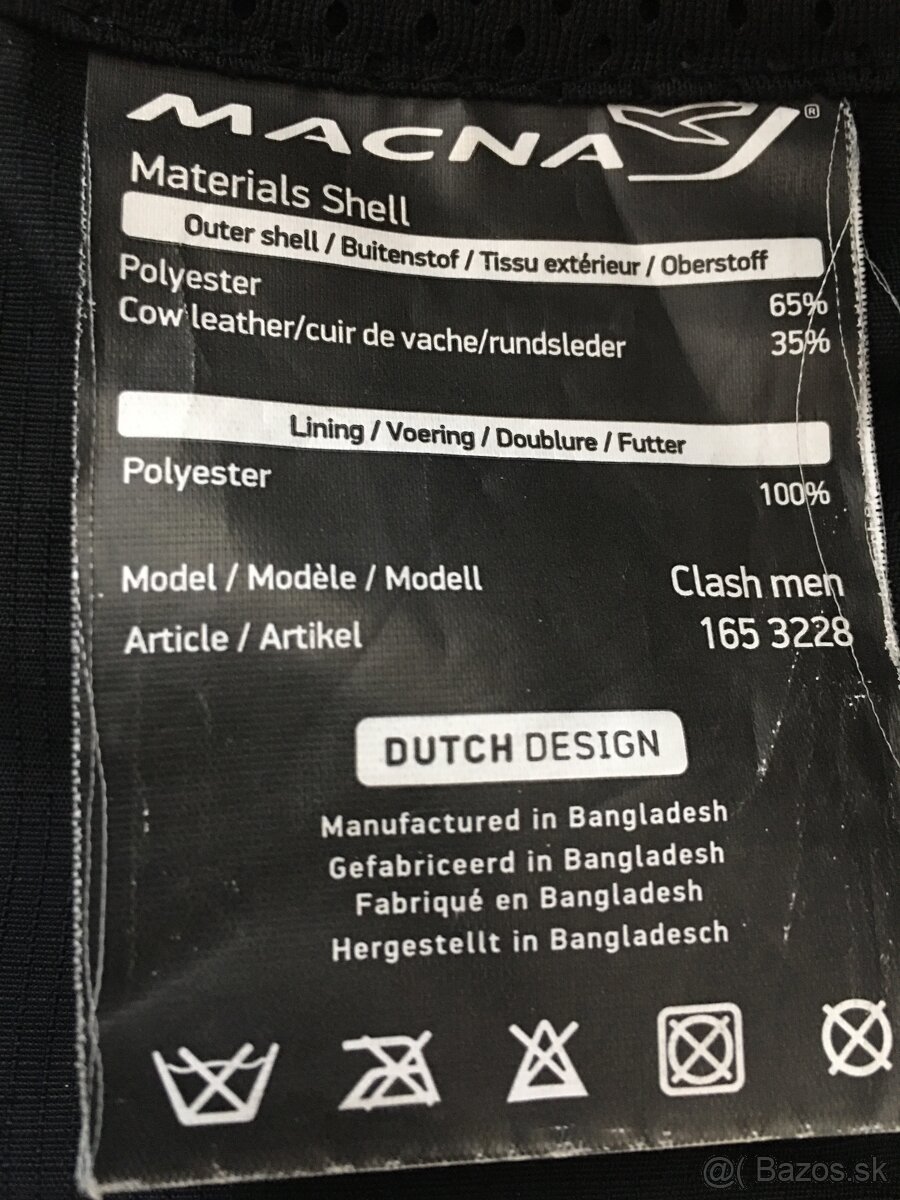 MACNA ®
Materials Shell
Outer shell / Buitenstof / Tissu extérieur / Oberstoff
Polyester 65%
Cow leather/cuir de vache/rundsleder 35%
Lining / Voering / Doublure / Futter
Polyester 100%
Model / Modèle / Modell Clash men
Article / Artikel 165 3228
DUTCH DESIGN
Manufactured in Bangladesh
Gefabriceerd in Bangladesh
Fabriqué en Bangladesh
Hergestellt in Bangladesch
@( Bazos.sk